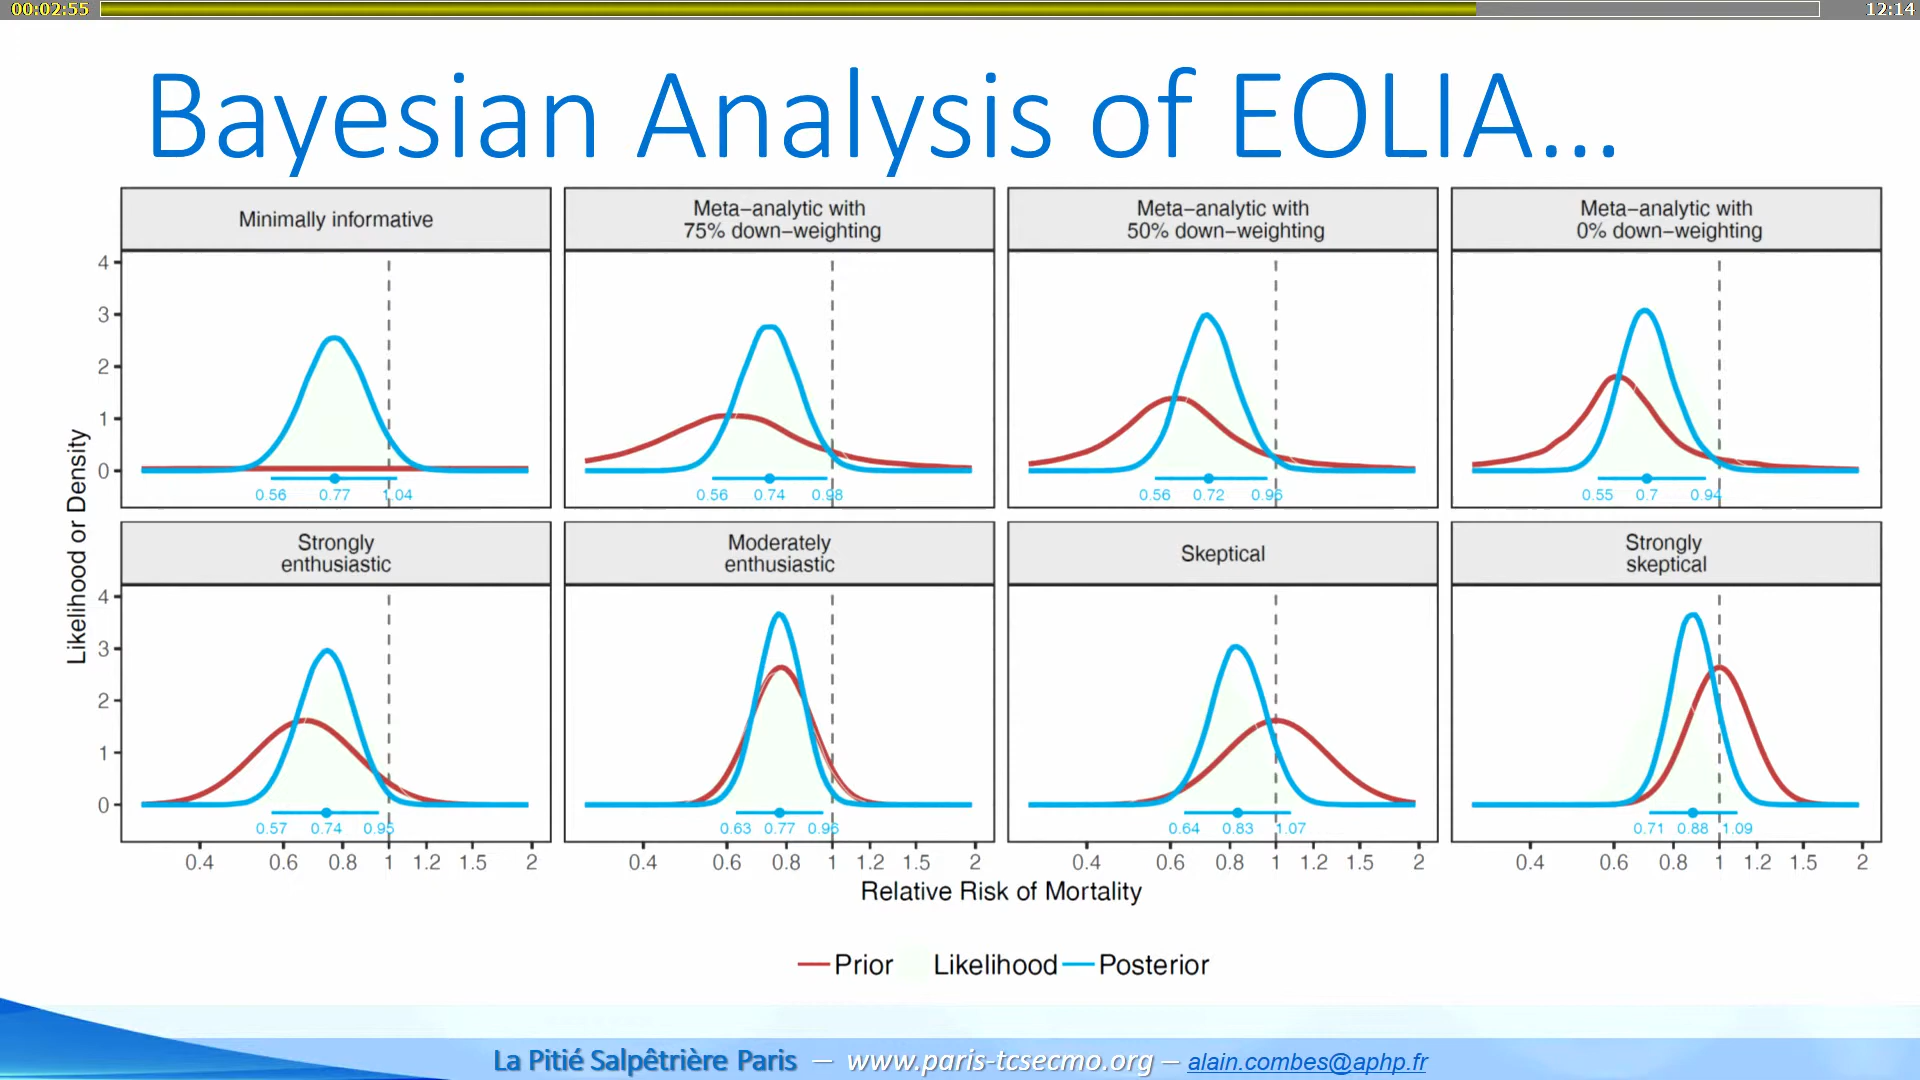 00:02:55 12:14
Bayesian Analysis of EOLIA...
Minimally informative
Meta-analytic with
75% down-weighting
Meta-analytic with
50% down-weighting
Meta-analytic with
0% down-weighting
4
3
2
1
0
0.56 0.77 1.04
0.56 0.74 0.98
0.56 0.72 0.96
0.55 0.7 0.94
Likelihood or Density
Strongly
enthusiastic
Moderately
enthusiastic
Skeptical
Strongly
skeptical
4
3
2
1
0
0.57 0.74 0.95
0.63 0.77 0.96
0.64 0.83 1.07
0.71 0.88 1.09
0.4 0.6 0.8 1 1.2 1.5 2
0.4 0.6 0.8 1 1.2 1.5 2
0.4 0.6 0.8 1 1.2 1.5 2
0.4 0.6 0.8 1 1.2 1.5 2
Relative Risk of Mortality
Prior Likelihood Posterior
La Pitié Salpêtrière Paris – www.paris-tcsecmo.org – alain.combes@aphp.fr